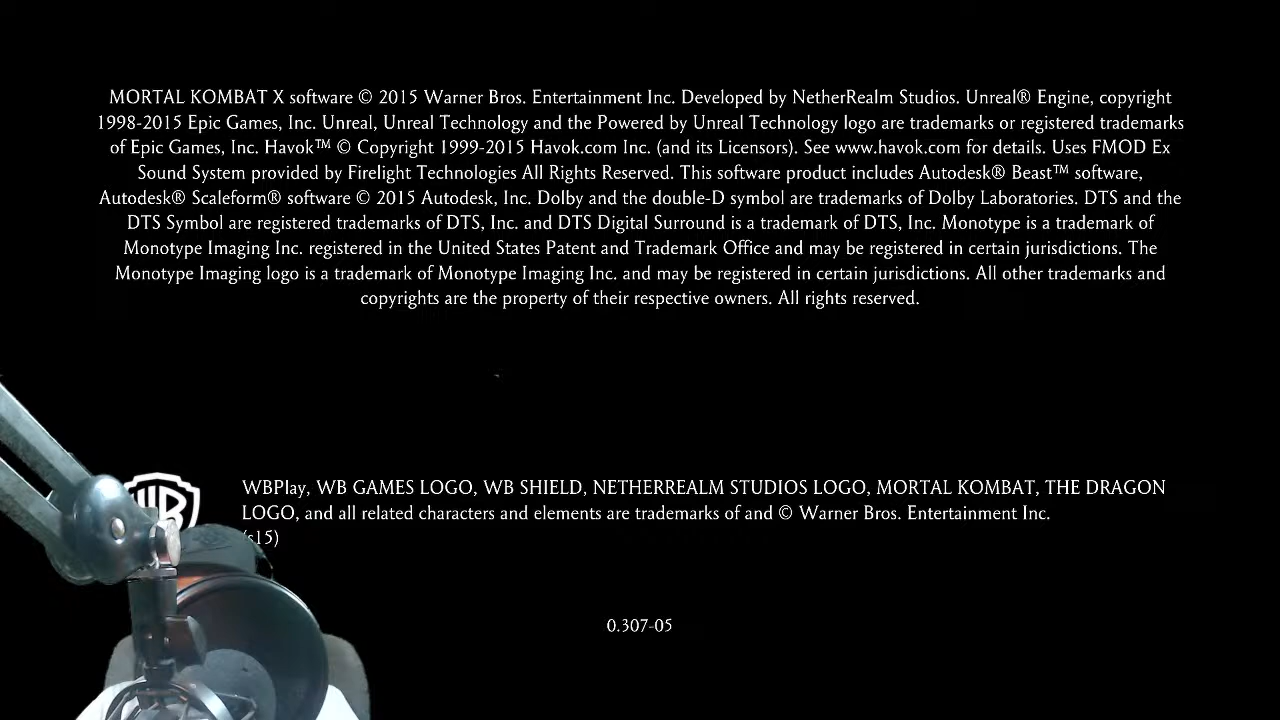 MORTAL KOMBAT X software © 2015 Warner Bros. Entertainment Inc. Developed by NetherRealm Studios. Unreal® Engine, copyright
1998-2015 Epic Games, Inc. Unreal, Unreal Technology and the Powered by Unreal Technology logo are trademarks or registered trademarks
of Epic Games, Inc. Havok™ © Copyright 1999-2015 Havok.com Inc. (and its Licensors). See www.havok.com for details. Uses FMOD Ex
Sound System provided by Firelight Technologies All Rights Reserved. This software product includes Autodesk® Beast™ software,
Autodesk® Scaleform® software © 2015 Autodesk, Inc. Dolby and the double-D symbol are trademarks of Dolby Laboratories. DTS and the
DTS Symbol are registered trademarks of DTS, Inc. and DTS Digital Surround is a trademark of DTS, Inc. Monotype is a trademark of
Monotype Imaging Inc. registered in the United States Patent and Trademark Office and may be registered in certain jurisdictions. The
Monotype Imaging logo is a trademark of Monotype Imaging Inc. and may be registered in certain jurisdictions. All other trademarks and
copyrights are the property of their respective owners. All rights reserved.
WB
WBPlay, WB GAMES LOGO, WB SHIELD, NETHERREALM STUDIOS LOGO, MORTAL KOMBAT, THE DRAGON
LOGO, and all related characters and elements are trademarks of and © Warner Bros. Entertainment Inc.
(s15)
0.307-05